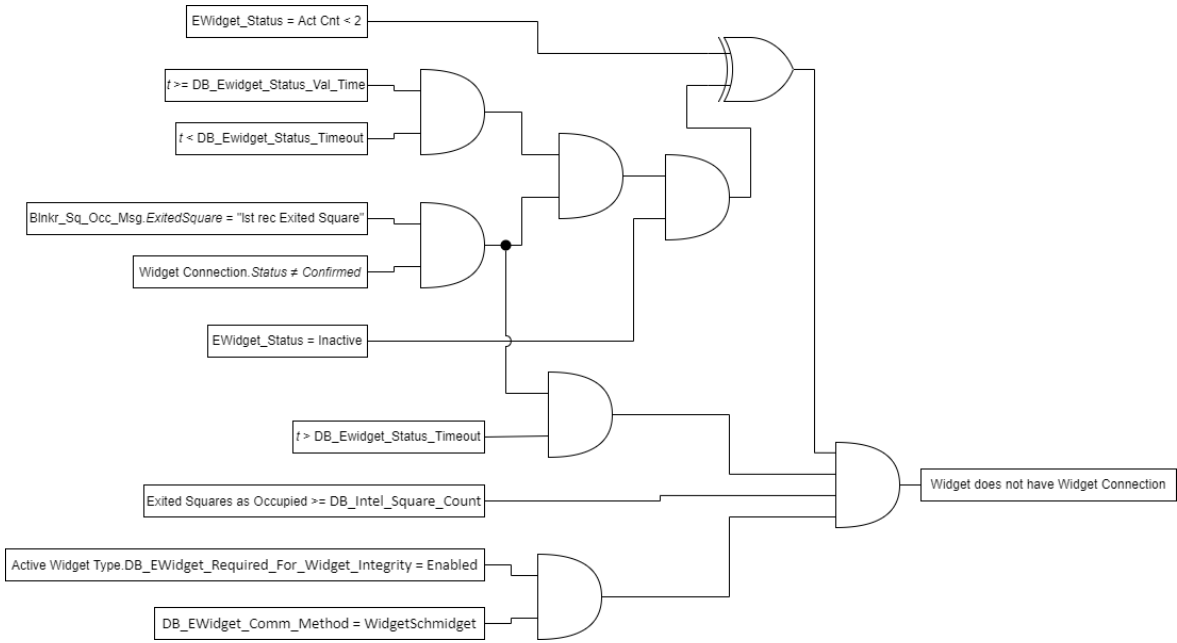 EWidget_Status = Act Cnt < 2
t >= DB_Ewidget_Status_Val_Time
t < DB_Ewidget_Status_Timeout
Blnkr_Sq_Occ_Msg.ExitedSquare = "Ist rec Exited Square"
Widget Connection.Status ≠ Confirmed
EWidget_Status = Inactive
t > DB_Ewidget_Status_Timeout
Exited Squares as Occupied >= DB_Intel_Square_Count
Widget does not have Widget Connection
Active Widget Type.DB_EWidget_Required_For_Widget_Integrity = Enabled
DB_EWidget_Comm_Method = WidgetSchmidget